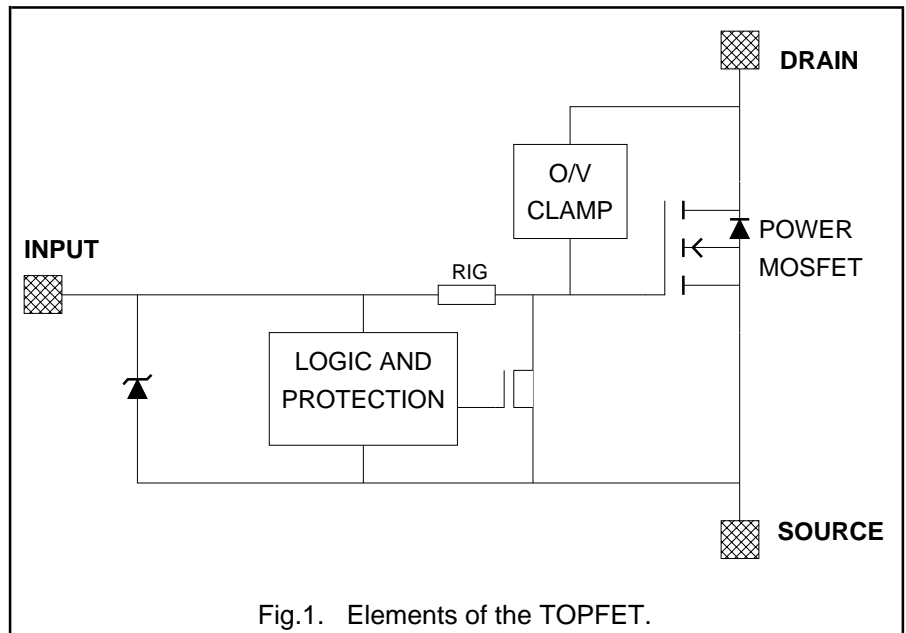 DRAIN
O/V
CLAMP
POWER
MOSFET
INPUT
RIG
LOGIC AND
PROTECTION
SOURCE
Fig.1. Elements of the TOPFET.